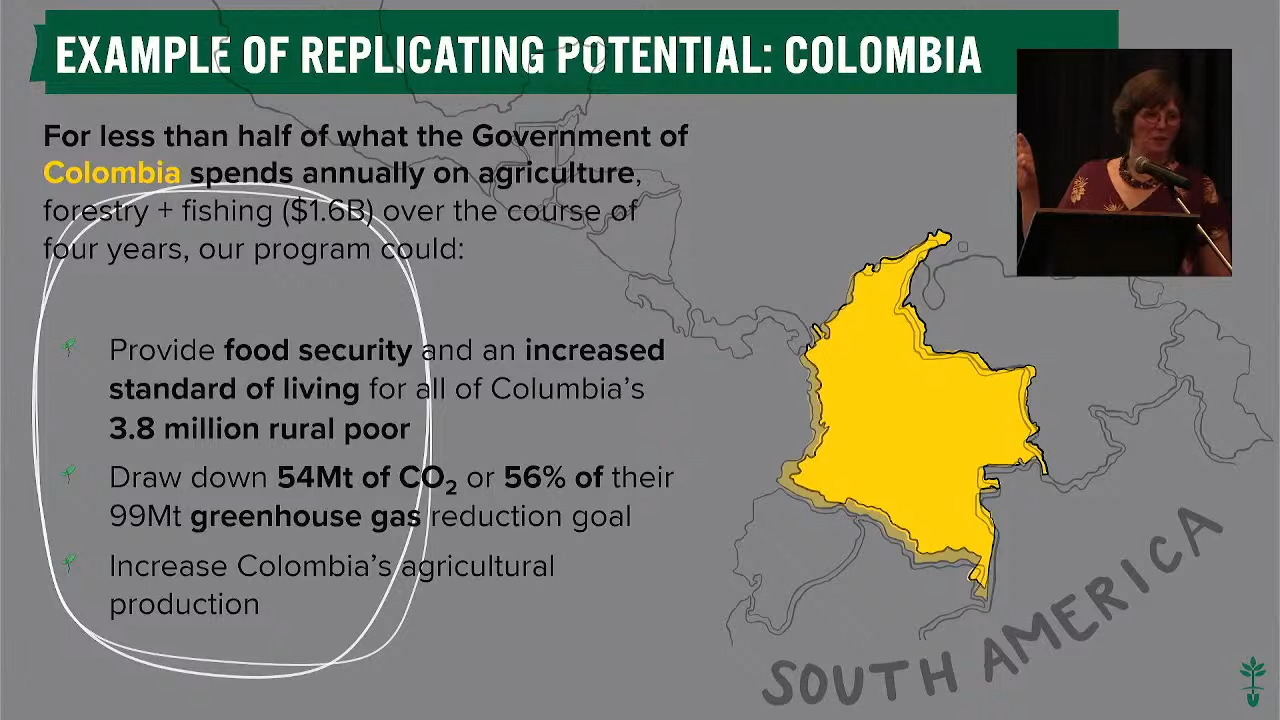 EXAMPLE OF REPLICATING POTENTIAL: COLOMBIA
For less than half of what the Government of
Colombia spends annually on agriculture,
forestry + fishing ($1.6B) over the course of
four years, our program could:
Provide food security and an increased
standard of living for all of Columbia’s
3.8 million rural poor
Draw down 54Mt of CO₂ or 56% of their
99Mt greenhouse gas reduction goal
Increase Colombia’s agricultural
production
SOUTH AMERICA